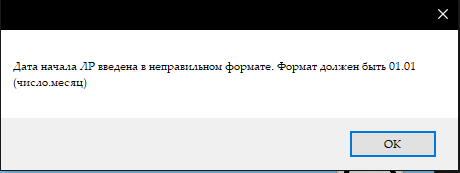 Дата начала ЛР введена в неправильном формате. Формат должен быть 01.01
(число.месяц)
OK